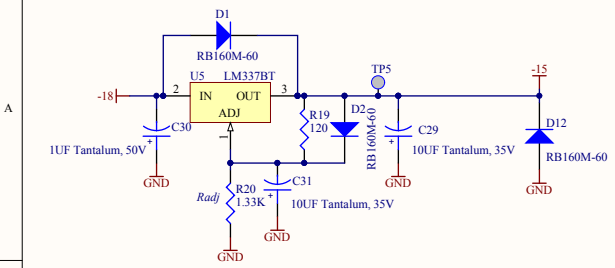 D1
RB160M-60
TP5
-15
U5 LM337BT
-18
2
IN OUT
3
A
ADJ
1
C30
+
1UF Tantalum, 50V
R19
120
D2
RB160M-60
C29
+
10UF Tantalum, 35V
D12
RB160M-60
GND
GND
GND
Radj
R20
1.33K
C31
+
10UF Tantalum, 35V
GND
GND